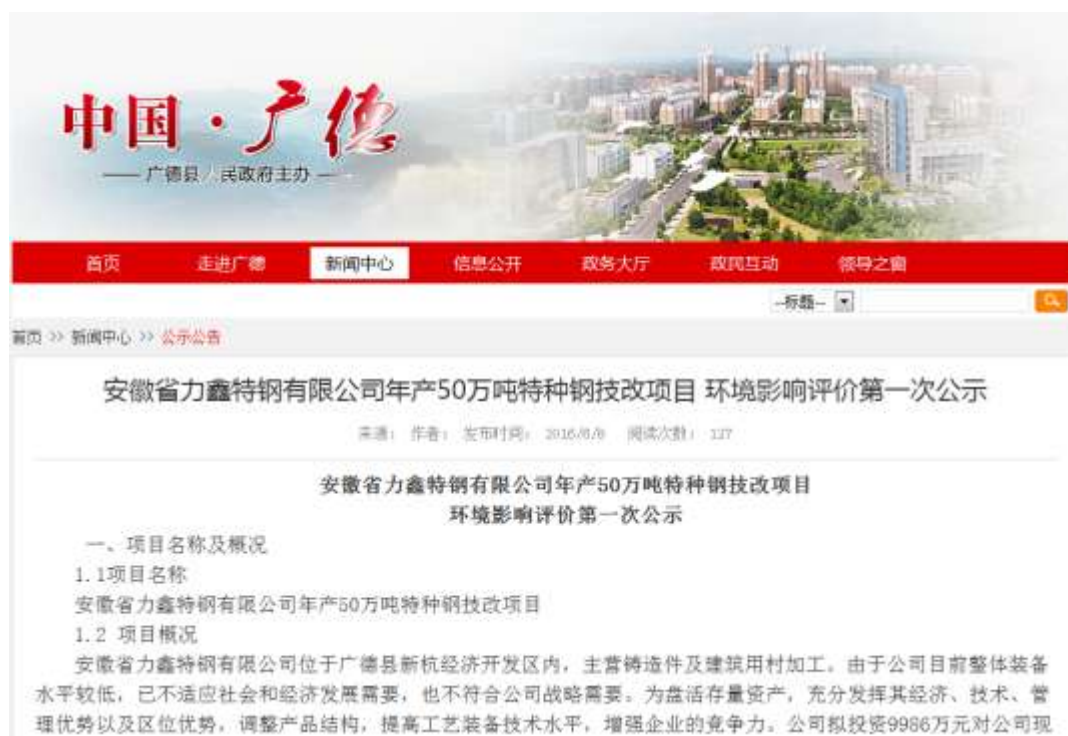 中国·广德
广德县人民政府主办
首页 走进广德 新闻中心 信息公开 政务大厅 政民互动 领导之窗
--标题--
首页 >> 新闻中心 >> 公示公告
安徽省力鑫特钢有限公司年产50万吨特种钢技改项目 环境影响评价第一次公示
来源： 作者： 发布时间： 2016/6/8 阅读次数： 127
安徽省力鑫特钢有限公司年产50万吨特种钢技改项目
环境影响评价第一次公示
一、项目名称及概况
1.1项目名称
安徽省力鑫特钢有限公司年产50万吨特种钢技改项目
1.2 项目概况
安徽省力鑫特钢有限公司位于广德县新杭经济开发区内，主营铸造件及建筑用材加工。由于公司目前整体装备
水平较低，已不适应社会和经济发展需要，也不符合公司战略需要。为盘活存量资产，充分发挥其经济、技术、管
理优势以及区位优势，调整产品结构，提高工艺装备技术水平，增强企业的竞争力。公司拟投资9986万元对公司现